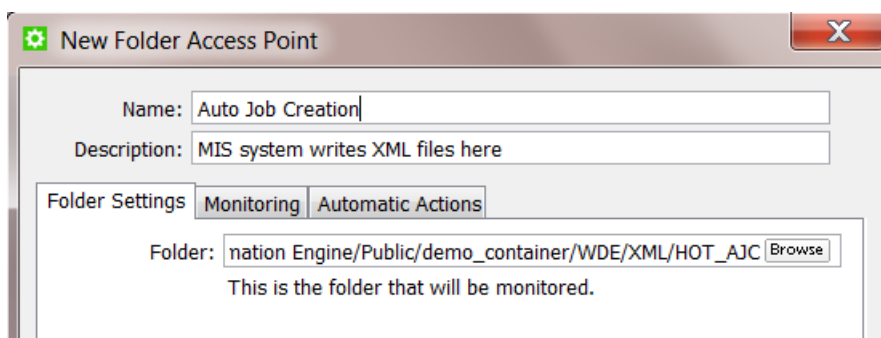 New Folder Access Point
Name: Auto Job Creation
Description: MIS system writes XML files here
Folder Settings Monitoring Automatic Actions
Folder: Engine/Public/demo_container/WDE/XML/HOT_AJC Browse
This is the folder that will be monitored.